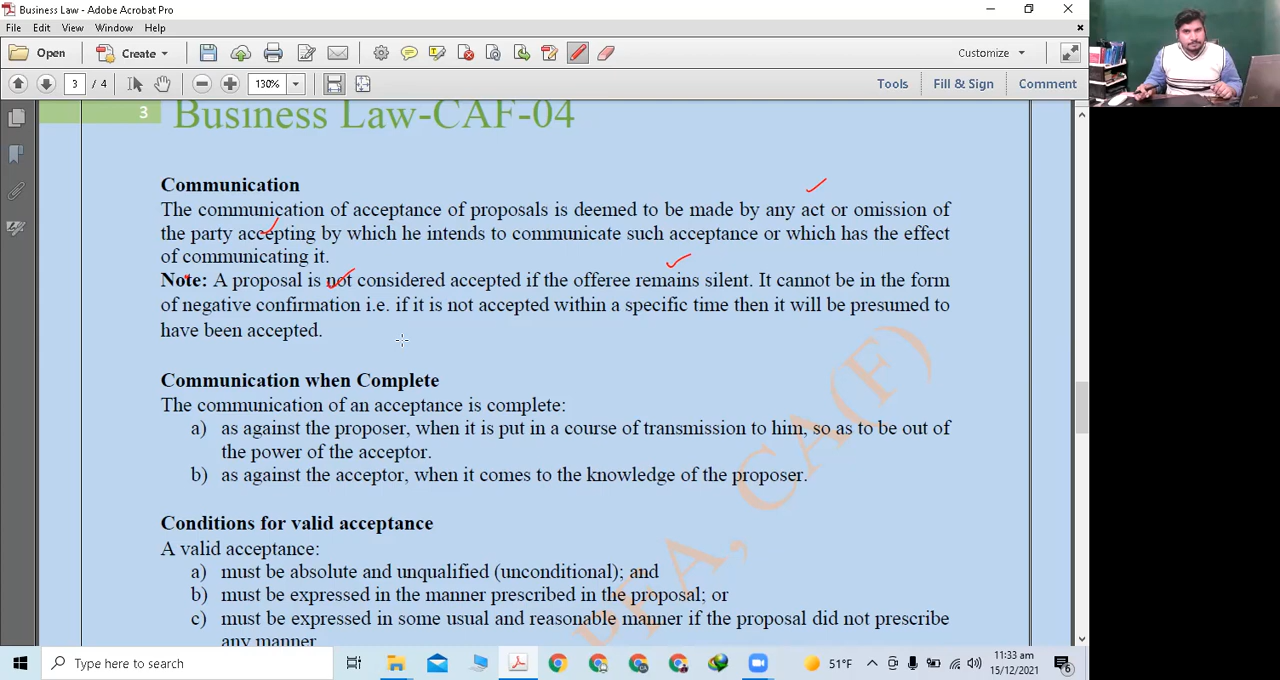 Business Law - Adobe Acrobat Pro
File Edit View Window Help
Open Create Customize
3 / 4 130% Tools Fill & Sign Comment
3 Business Law-CAF-04
Communication
The communication of acceptance of proposals is deemed to be made by any act or omission of
the party accepting by which he intends to communicate such acceptance or which has the effect
of communicating it.
Note: A proposal is not considered accepted if the offeree remains silent. It cannot be in the form
of negative confirmation i.e. if it is not accepted within a specific time then it will be presumed to
have been accepted.
Communication when Complete
The communication of an acceptance is complete:
a) as against the proposer, when it is put in a course of transmission to him, so as to be out of
the power of the acceptor.
b) as against the acceptor, when it comes to the knowledge of the proposer.
Conditions for valid acceptance
A valid acceptance:
a) must be absolute and unqualified (unconditional); and
b) must be expressed in the manner prescribed in the proposal; or
c) must be expressed in some usual and reasonable manner if the proposal did not prescribe
any manner
PFA, CA(F)
Type here to search
51°F
11:33 am
15/12/2021
6